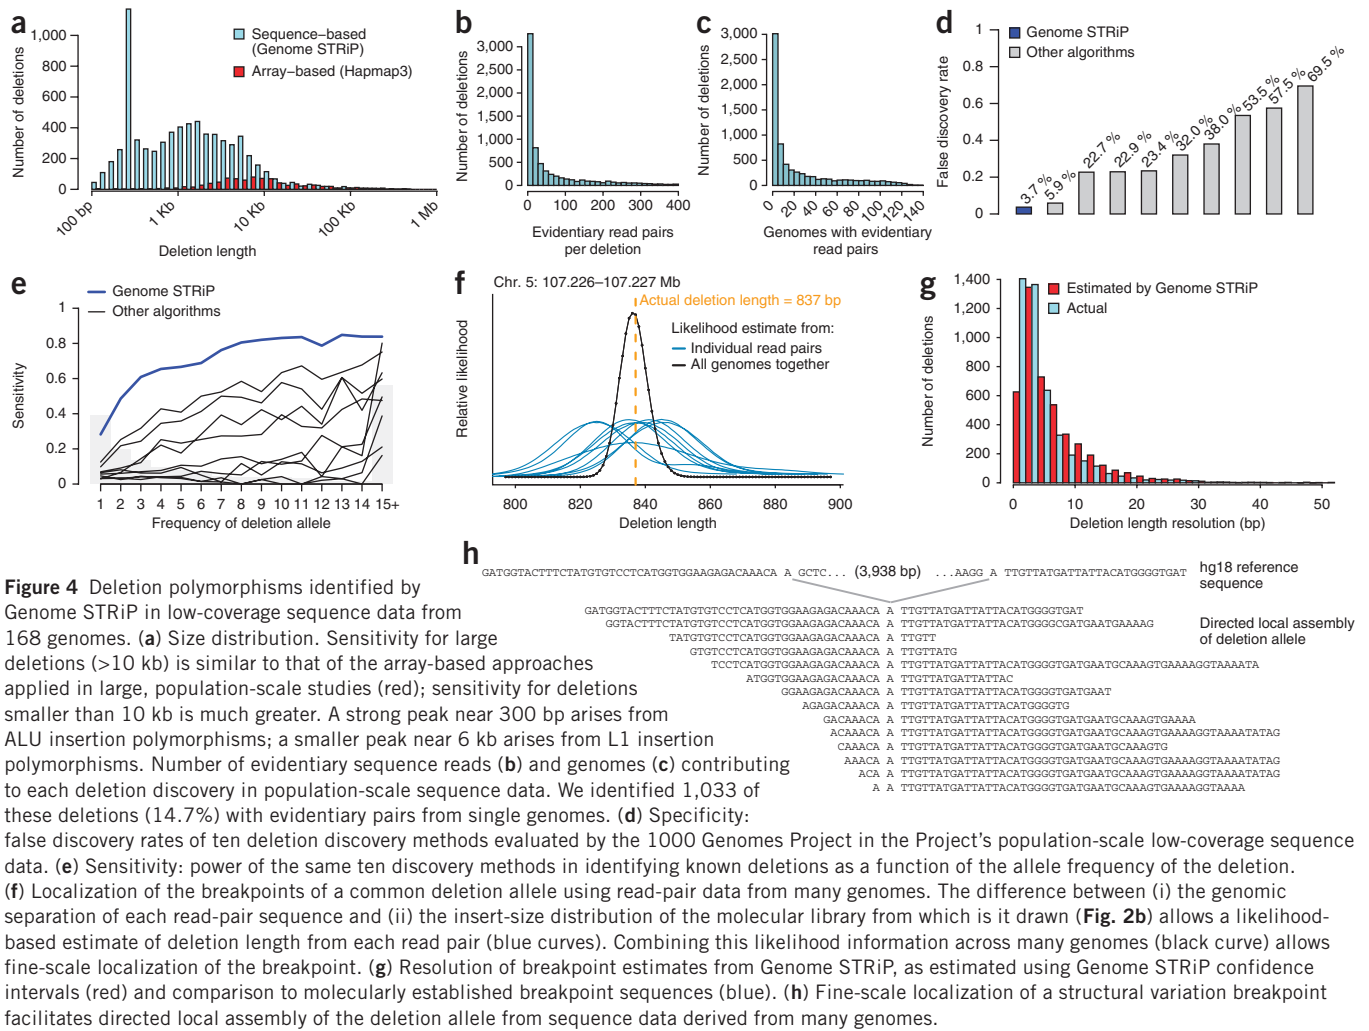 a
Number of deletions
1,000
800
600
400
200
0
Sequence–based
(Genome STRiP)
Array–based (Hapmap3)
100 bp
1 Kb
10 Kb
100 Kb
1 Mb
Deletion length
b
Number of deletions
3,000
2,500
2,000
1,500
1,000
500
0
0 100 200 300 400
Evidentiary read pairs
per deletion
c
Number of deletions
3,000
2,500
2,000
1,500
1,000
500
0
0 20 40 60 80 100 120 140
Genomes with evidentiary
read pairs
d
False discovery rate
1
0.8
0.6
0.4
0.2
0
Genome STRiP
Other algorithms
3.7 %
5.9 %
22.7 %
22.9 %
23.4 %
32.0 %
38.0 %
53.5 %
57.5 %
69.5 %
e
Sensitivity
1
0.8
0.6
0.4
0.2
0
Genome STRiP
Other algorithms
1 2 3 4 5 6 7 8 9 10 11 12 13 14 15+
Frequency of deletion allele
f
Chr. 5: 107.226–107.227 Mb
Actual deletion length = 837 bp
Likelihood estimate from:
Individual read pairs
All genomes together
Relative likelihood
800 820 840 860 880 900
Deletion length
g
Number of deletions
1,400
1,200
1,000
800
600
400
200
0
Estimated by Genome STRiP
Actual
0 10 20 30 40 50
Deletion length resolution (bp)
h
GATGGTACTTTCTATGTGTCCTCATGGTGGAAGAGACAAACA A GCTC... (3,938 bp) ...AAGG A TTGTTATGATTATTACATGGGGTGAT
hg18 reference
sequence
GATGGTACTTTCTATGTGTCCTCATGGTGGAAGAGACAAACA A TTGTTATGATTATTACATGGGGTGAT
GGTACTTTCTATGTGTCCTCATGGTGGAAGAGACAAACA A TTGTTATGATTATTACATGGGGCGATGAATGAAAAG
TATGTGTCCTCATGGTGGAAGAGACAAACA A TTGTT
GTGTCCTCATGGTGGAAGAGACAAACA A TTGTTATG
TCCTCATGGTGGAAGAGACAAACA A TTGTTATGATTATTACATGGGGTGATGAATGCAAAGTGAAAAGGTAAAATA
ATGGTGGAAGAGACAAACA A TTGTTATGATTATTAC
GGAAGAGACAAACA A TTGTTATGATTATTACATGGGGTGATGAAT
AGAGACAAACA A TTGTTATGATTATTACATGGGGTG
GACAAACA A TTGTTATGATTATTACATGGGGTGATGAATGCAAAGTGAAAA
ACAAACA A TTGTTATGATTATTACATGGGGTGATGAATGCAAAGTGAAAAGGTAAAATATAG
CAAACA A TTGTTATGATTATTACATGGGGTGATGAATGCAAAGTG
AAACA A TTGTTATGATTATTACATGGGGTGATGAATGCAAAGTGAAAAGGTAAAATATAG
ACA A TTGTTATGATTATTACATGGGGTGATGAATGCAAAGTGAAAAGGTAAAATATAG
A A TTGTTATGATTATTACATGGGGTGATGAATGCAAAGTGAAAAGGTAAAA
Directed local assembly
of deletion allele
Figure 4 Deletion polymorphisms identified by
Genome STRiP in low-coverage sequence data from
168 genomes. (a) Size distribution. Sensitivity for large
deletions (>10 kb) is similar to that of the array-based approaches
applied in large, population-scale studies (red); sensitivity for deletions
smaller than 10 kb is much greater. A strong peak near 300 bp arises from
ALU insertion polymorphisms; a smaller peak near 6 kb arises from L1 insertion
polymorphisms. Number of evidentiary sequence reads (b) and genomes (c) contributing
to each deletion discovery in population-scale sequence data. We identified 1,033 of
these deletions (14.7%) with evidentiary pairs from single genomes. (d) Specificity:
false discovery rates of ten deletion discovery methods evaluated by the 1000 Genomes Project in the Project's population-scale low-coverage sequence
data. (e) Sensitivity: power of the same ten discovery methods in identifying known deletions as a function of the allele frequency of the deletion.
(f) Localization of the breakpoints of a common deletion allele using read-pair data from many genomes. The difference between (i) the genomic
separation of each read-pair sequence and (ii) the insert-size distribution of the molecular library from which is it drawn (Fig. 2b) allows a likelihood-
based estimate of deletion length from each read pair (blue curves). Combining this likelihood information across many genomes (black curve) allows
fine-scale localization of the breakpoint. (g) Resolution of breakpoint estimates from Genome STRiP, as estimated using Genome STRiP confidence
intervals (red) and comparison to molecularly established breakpoint sequences (blue). (h) Fine-scale localization of a structural variation breakpoint
facilitates directed local assembly of the deletion allele from sequence data derived from many genomes.